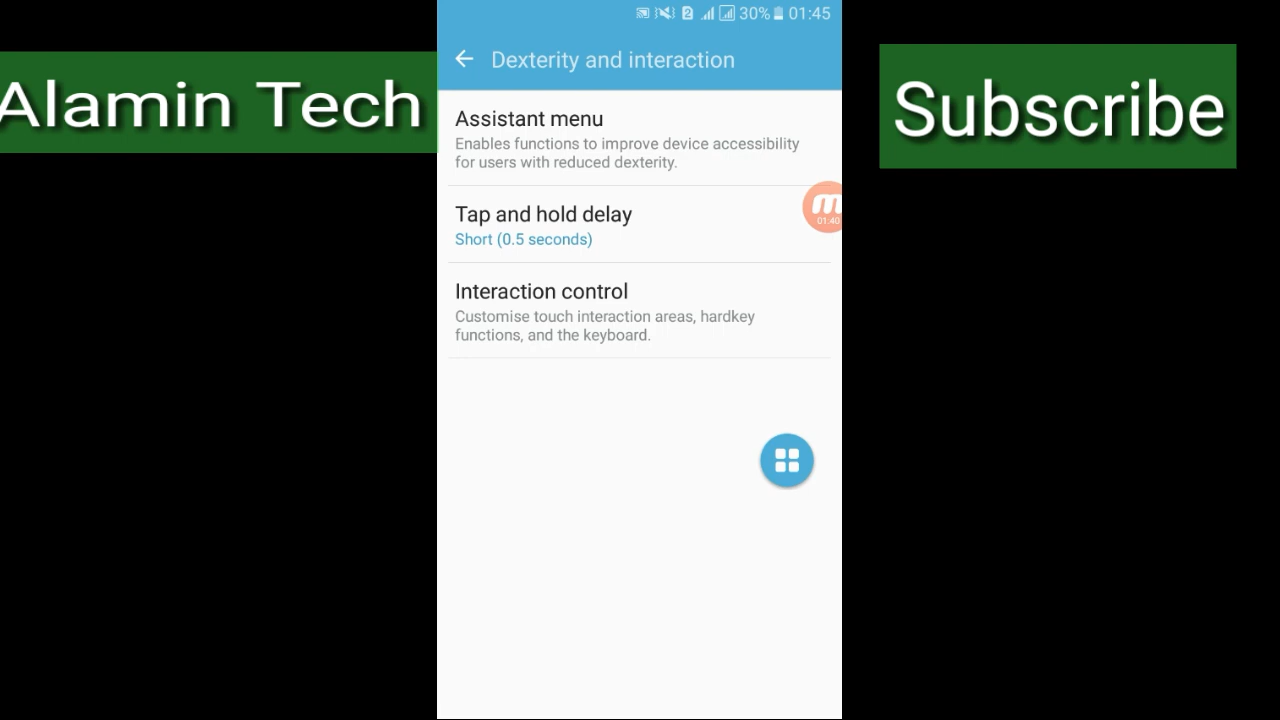 30% 01:45
Alamin Tech
Dexterity and interaction
Subscribe
Assistant menu
Enables functions to improve device accessibility
for users with reduced dexterity.
Tap and hold delay
01:40
Short (0.5 seconds)
Interaction control
Customise touch interaction areas, hardkey
functions, and the keyboard.